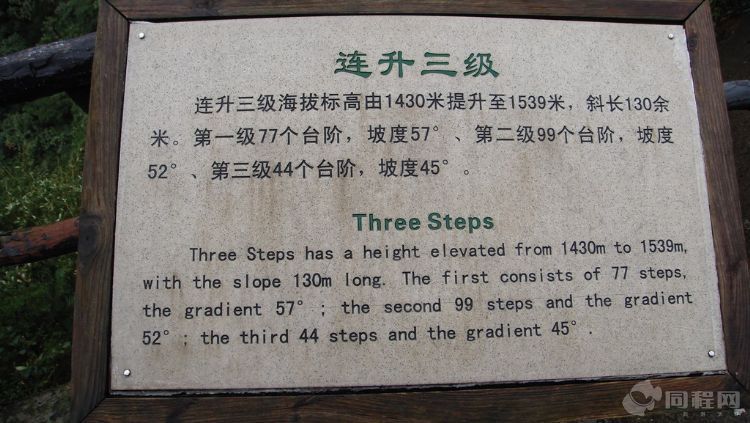 连升三级
连升三级海拔标高由1430米提升至1539米，斜长130余
米。第一级77个台阶，坡度57°、第二级99个台阶，坡度
52°、第三级44个台阶，坡度45°。
Three Steps
Three Steps has a height elevated from 1430m to 1539m,
with the slope 130m long. The first consists of 77 steps,
the gradient 57°; the second 99 steps and the gradient
52°; the third 44 steps and the gradient 45°.
同程网